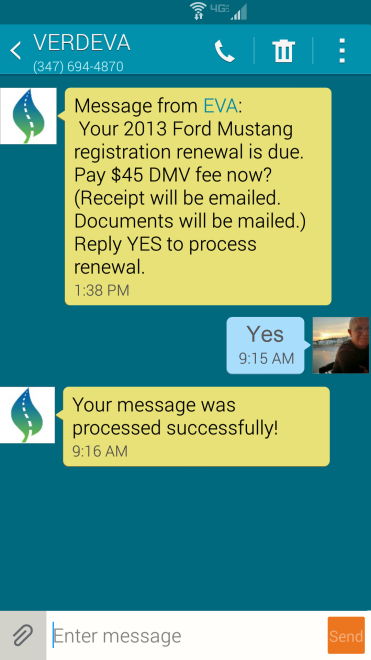 4G
VERDEVA
(347) 694-4870
Message from EVA:
Your 2013 Ford Mustang
registration renewal is due.
Pay $45 DMV fee now?
(Receipt will be emailed.
Documents will be mailed.)
Reply YES to process
renewal.
1:38 PM
Yes
9:15 AM
Your message was
processed successfully!
9:16 AM
Enter message
Send